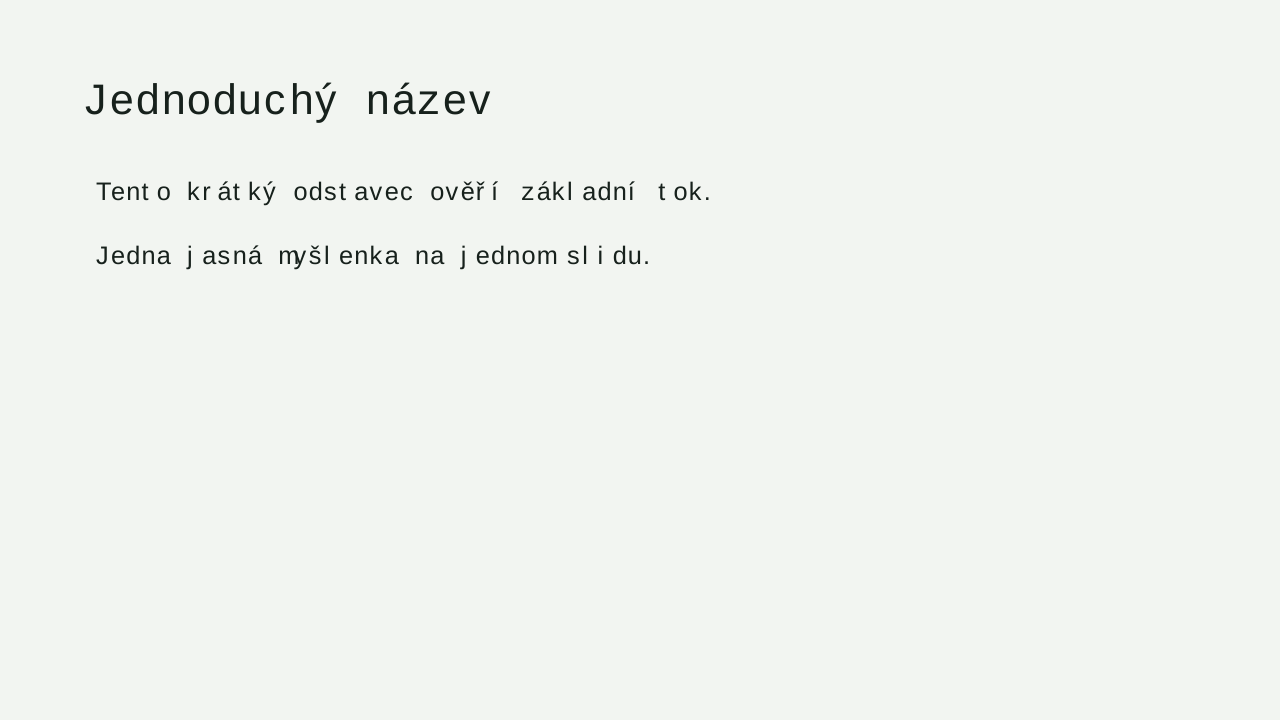 Jednoduchý název
Tento krátký odstavec ověří základní tok.
Jedna jasná myšlenka na jednom slidu.